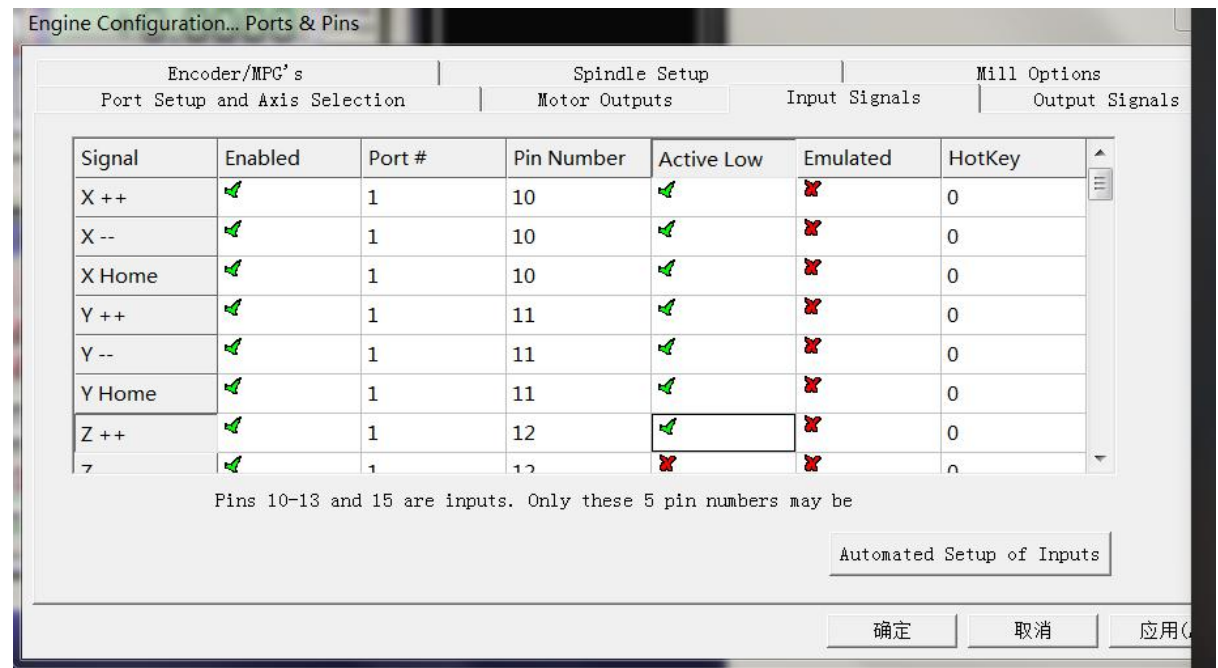 Engine Configuration... Ports & Pins
Encoder/MPG's Spindle Setup Mill Options
Port Setup and Axis Selection Motor Outputs Input Signals Output Signals
Signal Enabled Port # Pin Number Active Low Emulated HotKey
X ++ 1 10 0
X -- 1 10 0
X Home 1 10 0
Y ++ 1 11 0
Y -- 1 11 0
Y Home 1 11 0
Z ++ 1 12 0
Z 1 12 0
Pins 10-13 and 15 are inputs. Only these 5 pin numbers may be
Automated Setup of Inputs
确定 取消 应用(